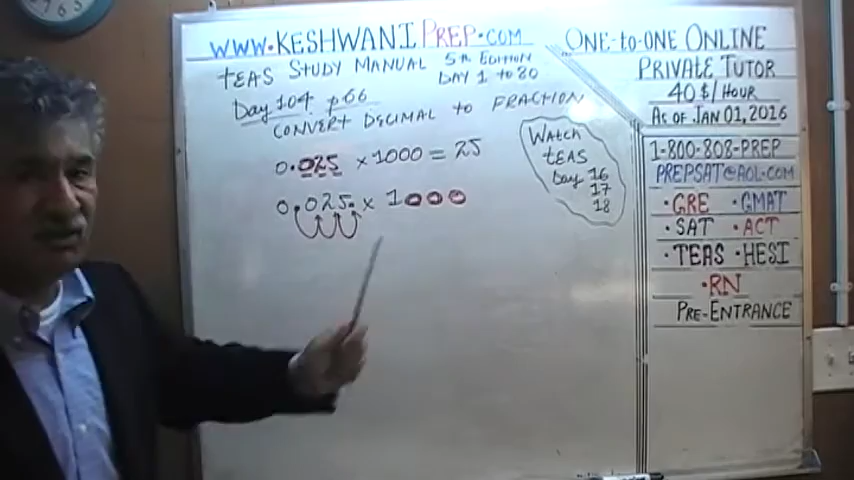 WWW.KESHWANIPREP.COM
TEAS STUDY MANUAL 5TH EDITION
DAY 1 TO 80
Day 104 p66
CONVERT DECIMAL to FRACTION
0.025 × 1000 = 25
0.025. × 1000
WATCH
TEAS
Day 16
17
18
ONE-TO-ONE ONLINE
PRIVATE TUTOR
40$/HOUR
AS OF JAN 01, 2016
1-800-808-PREP
PREPSAT@AOL.COM
•GRE •GMAT
•SAT •ACT
•TEAS •HESI
•RN
PRE-ENTRANCE